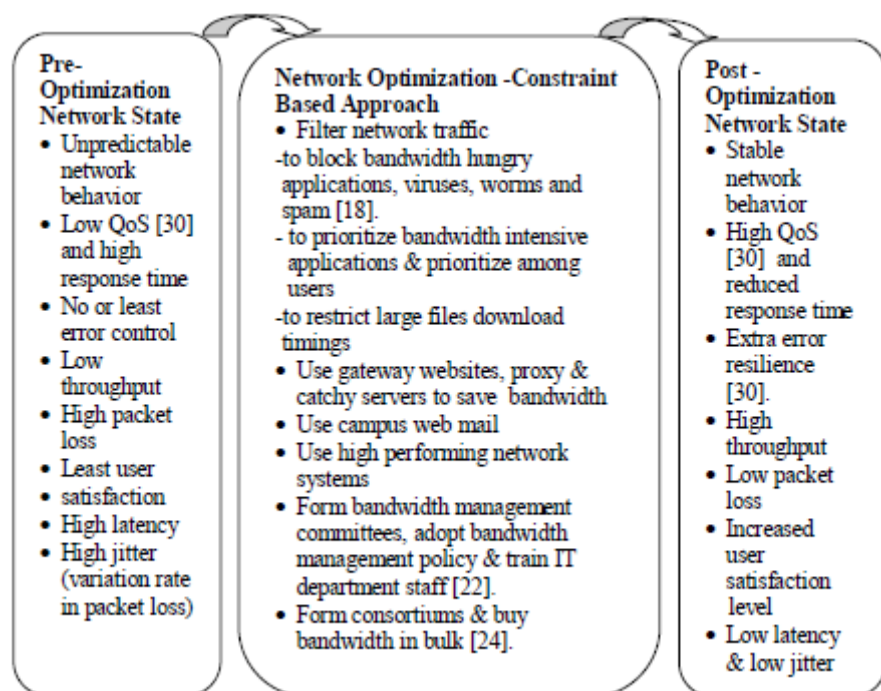 Pre-
Optimization
Network State
• Unpredictable
network
behavior
• Low QoS [30]
and high
response time
• No or least
error control
• Low
throughput
• High packet
loss
• Least user
• satisfaction
• High latency
• High jitter
(variation rate
in packet loss)
Network Optimization -Constraint
Based Approach
• Filter network traffic
-to block bandwidth hungry
applications, viruses, worms and
spam [18].
- to prioritize bandwidth intensive
applications & prioritize among
users
-to restrict large files download
timings
• Use gateway websites, proxy &
catchy servers to save bandwidth
• Use campus web mail
• Use high performing network
systems
• Form bandwidth management
committees, adopt bandwidth
management policy & train IT
department staff [22].
• Form consortiums & buy
bandwidth in bulk [24].
Post -
Optimization
Network State
• Stable
network
behavior
• High QoS
[30] and
reduced
response time
• Extra error
resilience
[30].
• High
throughput
• Low packet
loss
• Increased
user
satisfaction
level
• Low latency
& low jitter